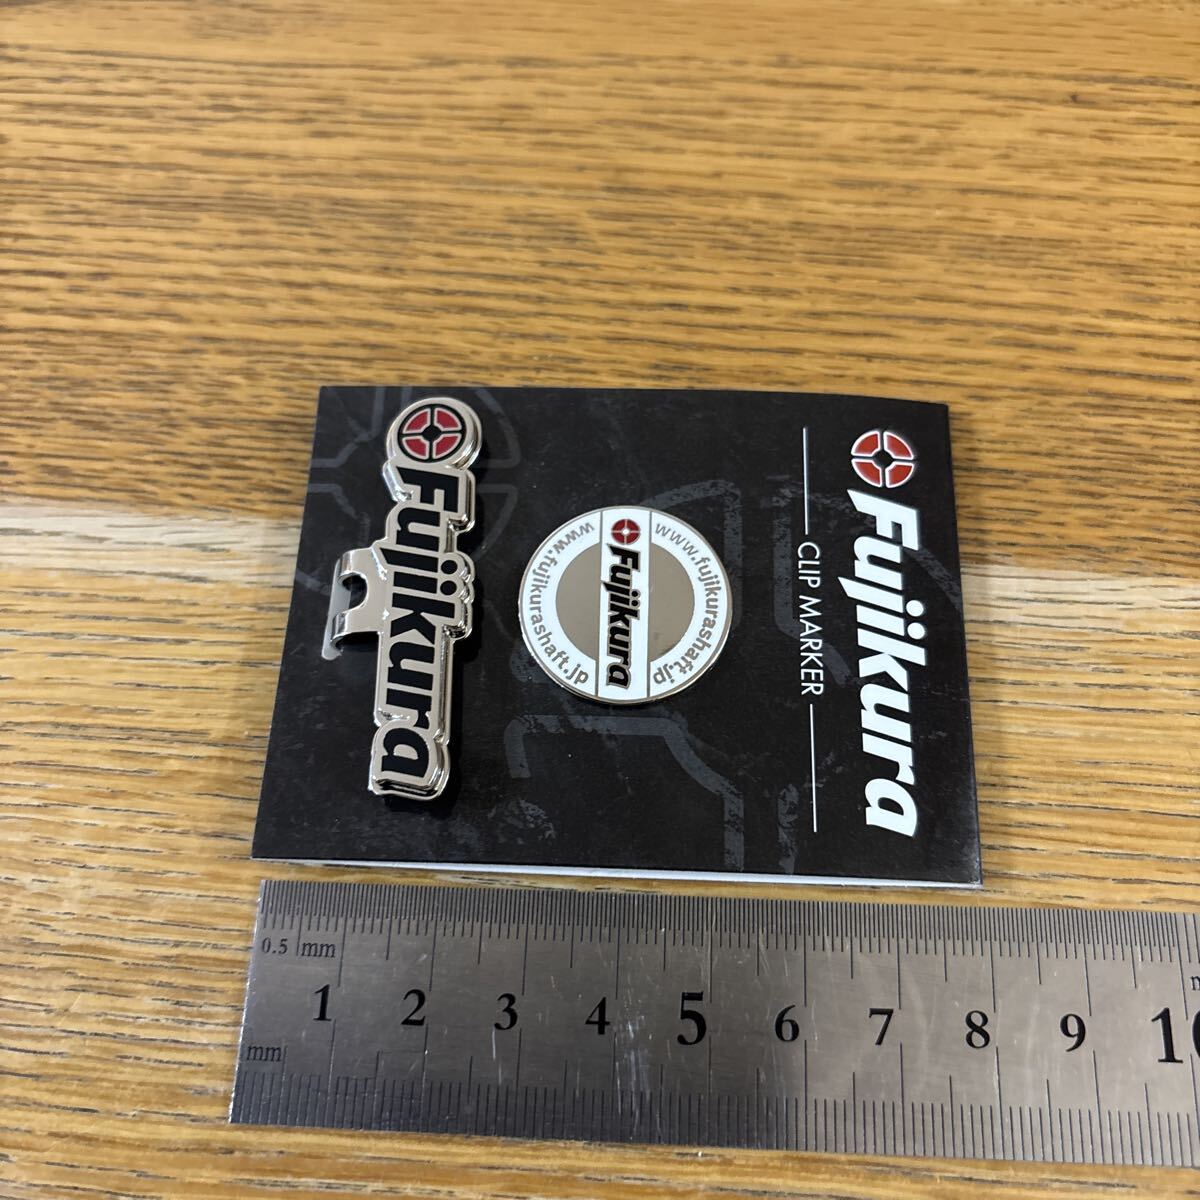 Fujikura
CLIP MARKER
www.fujikurashaft.jp
Fujikura
www.fujikurashaft.jp
Fujikura
0.5 mm
1 2 3 4 5 6 7 8 9 10
mm